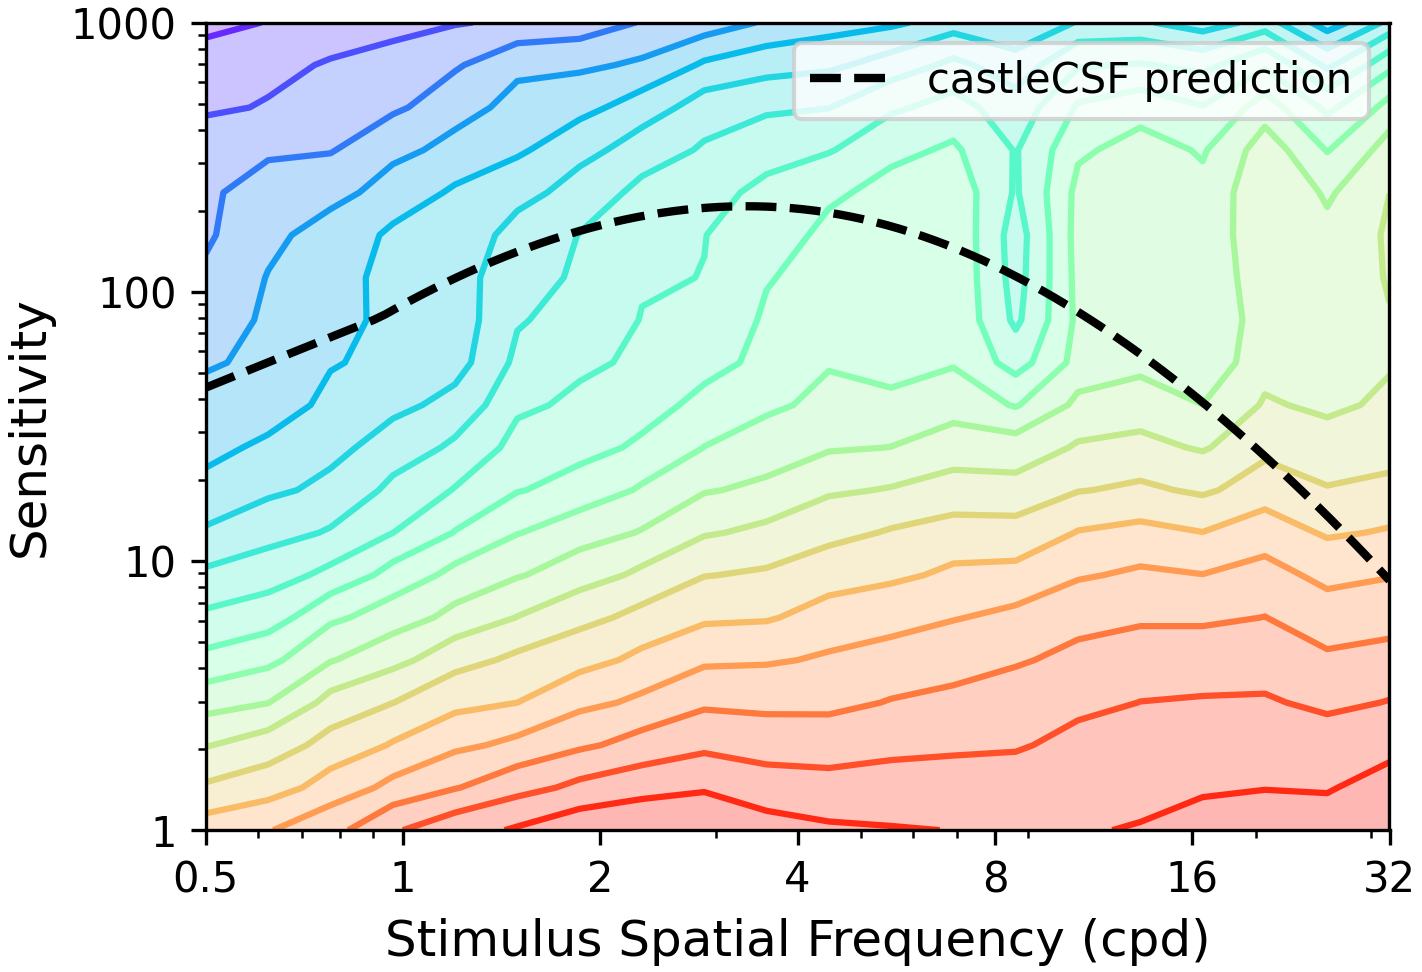 1000
castleCSF prediction
100
Sensitivity
10
1
0.5 1 2 4 8 16 32
Stimulus Spatial Frequency (cpd)